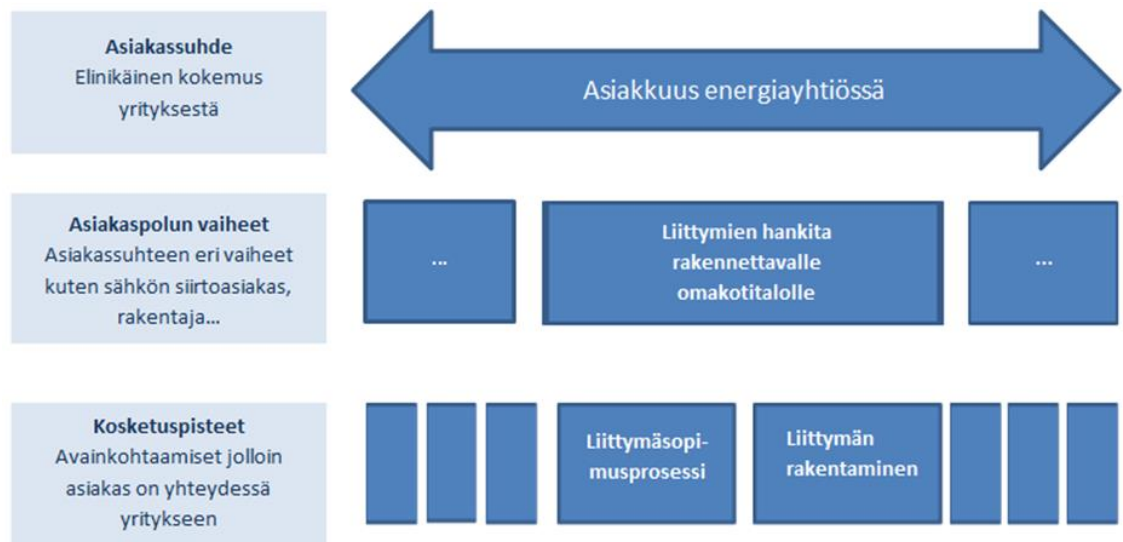 Asiakassuhde
Elinikäinen kokemus
yrityksestä
Asiakkuus energiayhtiössä
Asiakaspolun vaiheet
Asiakassuhteen eri vaiheet
kuten sähkön siirtoasiakas,
rakentaja...
...
Liittymien hankita
rakennettavalle
omakotitalolle
...
Kosketuspisteet
Avainkohtaamiset jolloin
asiakas on yhteydessä
yritykseen
Liittymäsopi-
musprosessi
Liittymän
rakentaminen